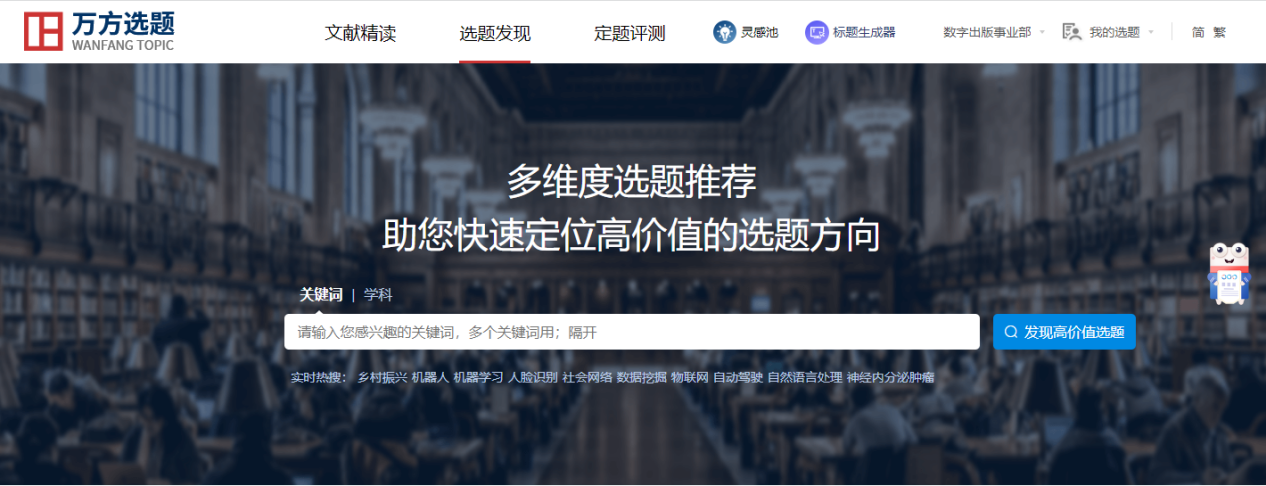 万方选题
WANFANG TOPIC
文献精读 选题发现 定题评测 灵感池 标题生成器 数字出版事业部 我的选题 简 繁
多维度选题推荐
助您快速定位高价值的选题方向
关键词 | 学科
请输入您感兴趣的关键词，多个关键词用；隔开 发现高价值选题
实时热搜： 乡村振兴 机器人 机器学习 人脸识别 社会网络 数据挖掘 物联网 自动驾驶 自然语言处理 神经内分泌肿瘤